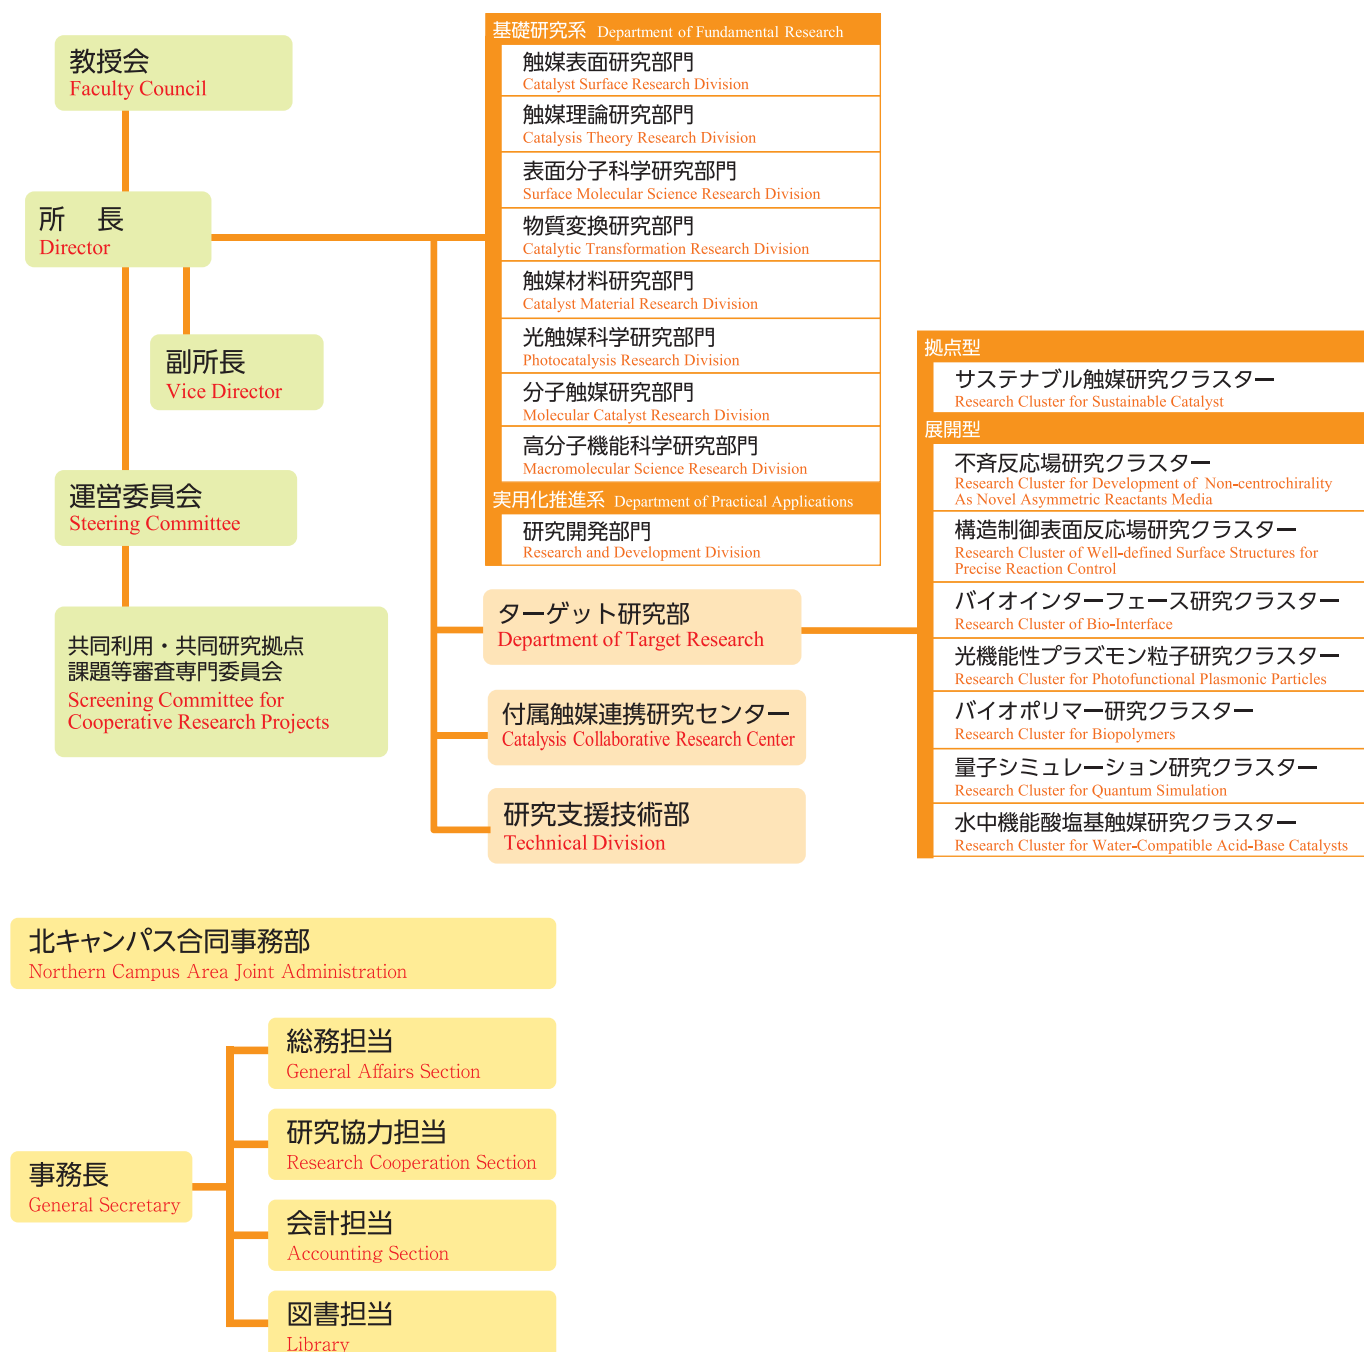 教授会
Faculty Council
所 長
Director
副所長
Vice Director
運営委員会
Steering Committee
共同利用・共同研究拠点
課題等審査専門委員会
Screening Committee for
Cooperative Research Projects
基礎研究系 Department of Fundamental Research
触媒表面研究部門
Catalyst Surface Research Division
触媒理論研究部門
Catalysis Theory Research Division
表面分子科学研究部門
Surface Molecular Science Research Division
物質変換研究部門
Catalytic Transformation Research Division
触媒材料研究部門
Catalyst Material Research Division
光触媒科学研究部門
Photocatalysis Research Division
分子触媒研究部門
Molecular Catalyst Research Division
高分子機能科学研究部門
Macromolecular Science Research Division
実用化推進系 Department of Practical Applications
研究開発部門
Research and Development Division
ターゲット研究部
Department of Target Research
付属触媒連携研究センター
Catalysis Collaborative Research Center
研究支援技術部
Technical Division
拠点型
サステナブル触媒研究クラスター
Research Cluster for Sustainable Catalyst
展開型
不斉反応場研究クラスター
Research Cluster for Development of Non-centrochirality
As Novel Asymmetric Reactants Media
構造制御表面反応場研究クラスター
Research Cluster of Well-defined Surface Structures for
Precise Reaction Control
バイオインターフェース研究クラスター
Research Cluster of Bio-Interface
光機能性プラズモン粒子研究クラスター
Research Cluster for Photofunctional Plasmonic Particles
バイオポリマー研究クラスター
Research Cluster for Biopolymers
量子シミュレーション研究クラスター
Research Cluster for Quantum Simulation
水中機能酸塩基触媒研究クラスター
Research Cluster for Water-Compatible Acid-Base Catalysts
北キャンパス合同事務部
Northern Campus Area Joint Administration
事務長
General Secretary
総務担当
General Affairs Section
研究協力担当
Research Cooperation Section
会計担当
Accounting Section
図書担当
Library